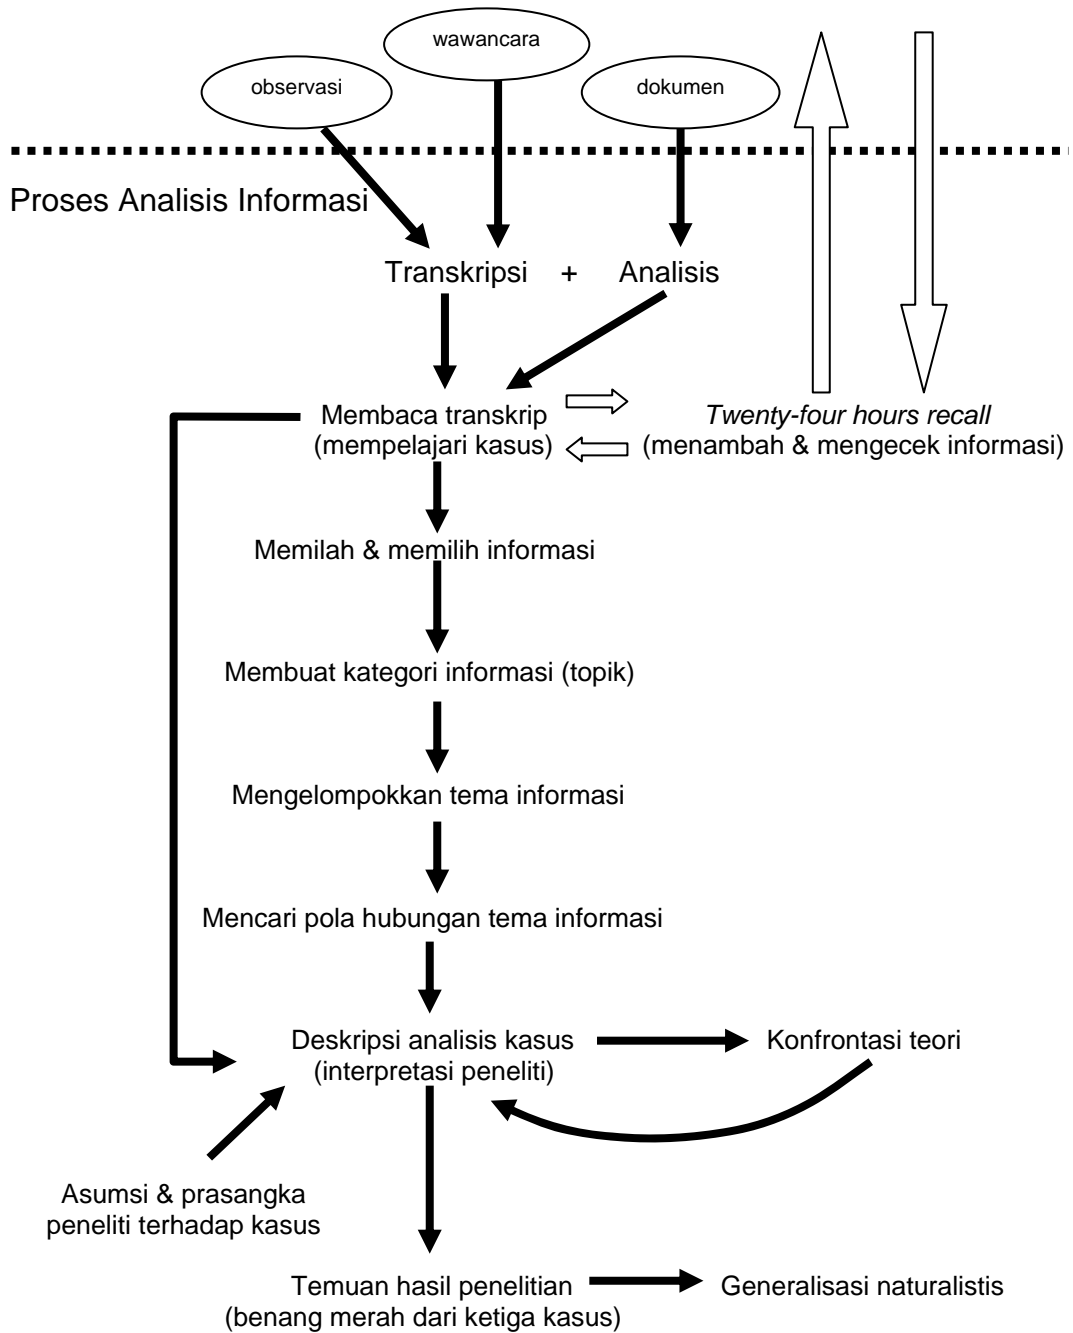 wawancara
observasi
dokumen
Proses Analisis Informasi
Transkripsi + Analisis
Membaca transkrip
(mempelajari kasus)
Twenty-four hours recall
(menambah & mengecek informasi)
Memilah & memilih informasi
Membuat kategori informasi (topik)
Mengelompokkan tema informasi
Mencari pola hubungan tema informasi
Deskripsi analisis kasus
(interpretasi peneliti)
Konfrontasi teori
Asumsi & prasangka
peneliti terhadap kasus
Temuan hasil penelitian
(benang merah dari ketiga kasus)
Generalisasi naturalistis